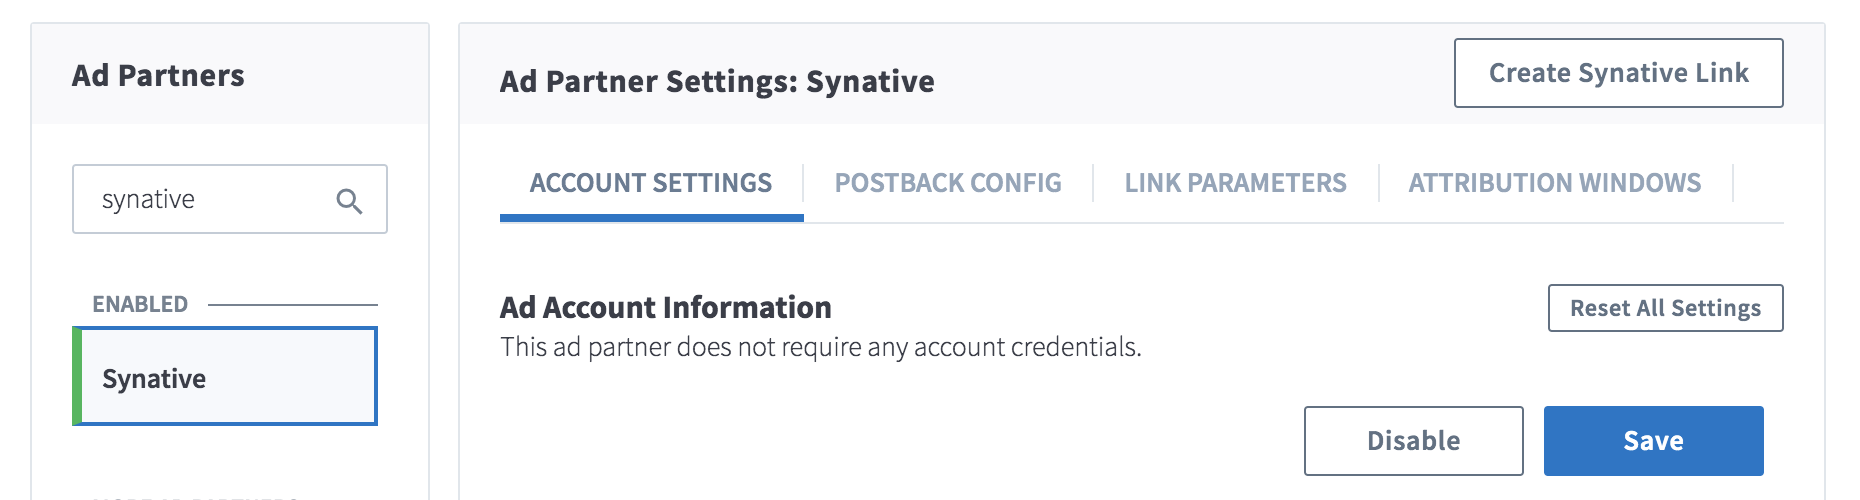 Ad Partners
synative
ENABLED
Synative
Ad Partner Settings: Synative
Create Synative Link
ACCOUNT SETTINGS
POSTBACK CONFIG
LINK PARAMETERS
ATTRIBUTION WINDOWS
Ad Account Information
Reset All Settings
This ad partner does not require any account credentials.
Disable
Save